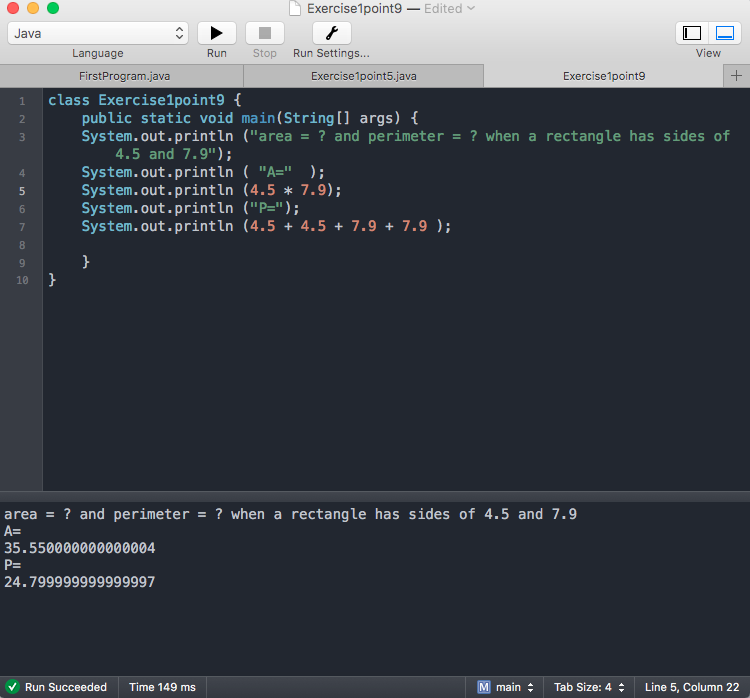 Exercise1point9 — Edited
Java
Language
Run
Stop
Run Settings...
View
FirstProgram.java
Exercise1point5.java
Exercise1point9
+
1 class Exercise1point9 {
2 public static void main(String[] args) {
3 System.out.println ("area = ? and perimeter = ? when a rectangle has sides of
4.5 and 7.9");
4 System.out.println ( "A=" );
5 System.out.println (4.5 * 7.9);
6 System.out.println ("P=");
7 System.out.println (4.5 + 4.5 + 7.9 + 7.9 );
8
9 }
10 }
area = ? and perimeter = ? when a rectangle has sides of 4.5 and 7.9
A=
35.550000000000004
P=
24.799999999999997
Run Succeeded
Time 149 ms
M main
Tab Size: 4
Line 5, Column 22